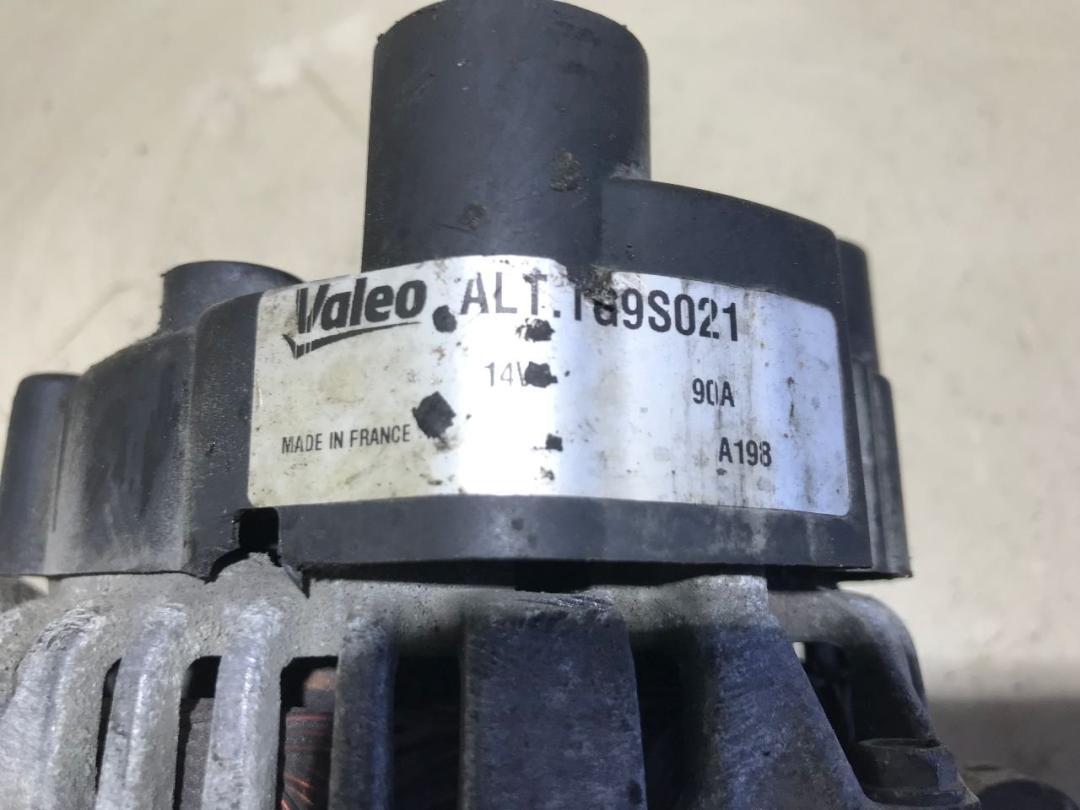 Valeo ALT. TG9S021
14V 90A
MADE IN FRANCE A198